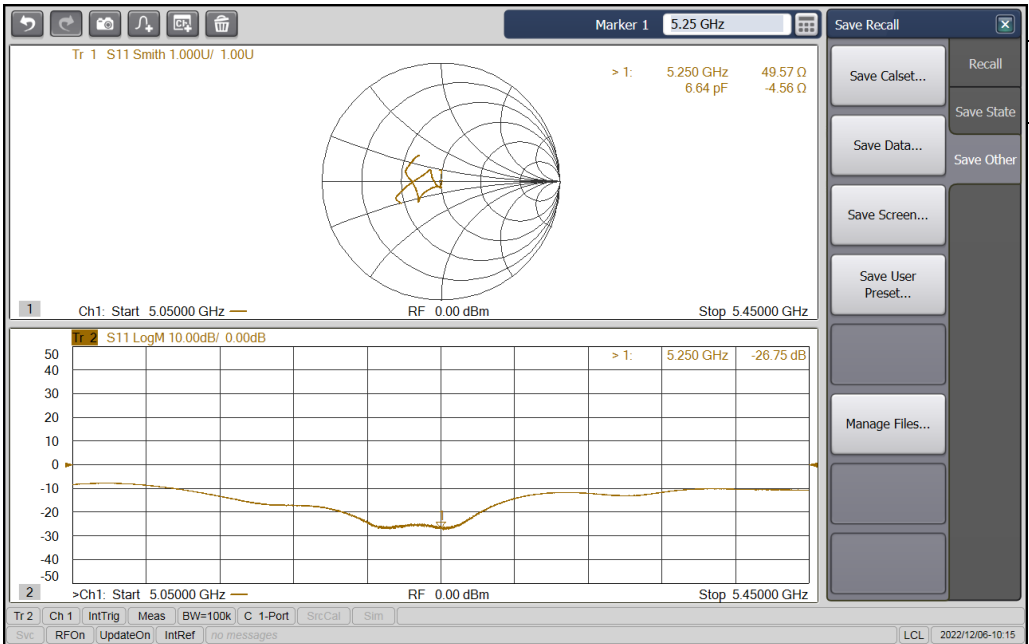 Marker 1 5.25 GHz
Save Recall
Tr 1 S11 Smith 1.000U/ 1.00U
> 1: 5.250 GHz 49.57 Ω
6.64 pF -4.56 Ω
1
Ch1: Start 5.05000 GHz RF 0.00 dBm Stop 5.45000 GHz
Tr 2 S11 LogM 10.00dB/ 0.00dB
> 1: 5.250 GHz -26.75 dB
50
40
30
20
10
0
-10
-20
-30
-40
-50
2
>Ch1: Start 5.05000 GHz RF 0.00 dBm Stop 5.45000 GHz
Save Calset...
Save Data...
Save Screen...
Save User
Preset...
Manage Files...
Recall
Save State
Save Other
Tr 2 Ch 1 IntTrig Meas BW=100k C 1-Port SrcCal Sim
Svc RFOn UpdateOn IntRef no messages LCL 2022/12/06-10:15